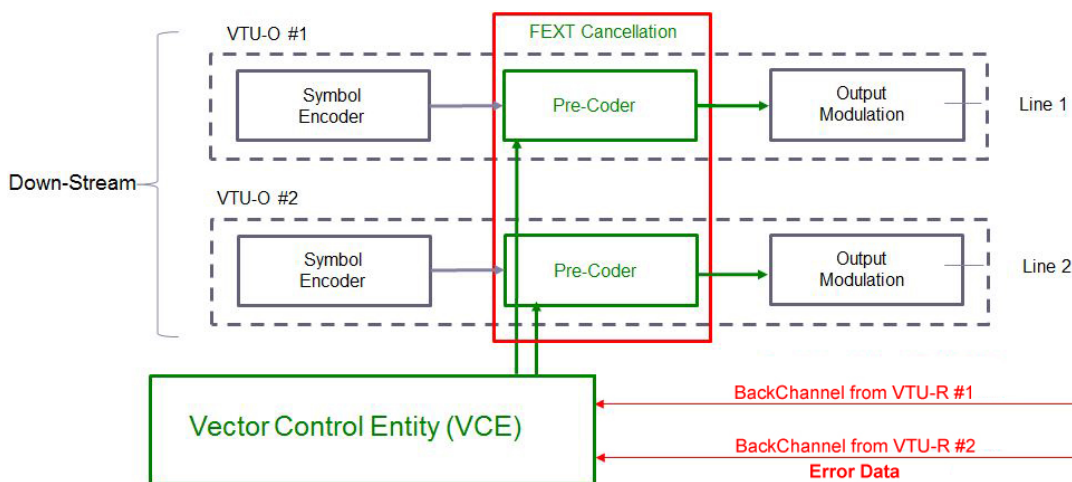 FEXT Cancellation
VTU-O #1
Symbol
Encoder
Pre-Coder
Output
Modulation
Line 1
Down-Stream
VTU-O #2
Symbol
Encoder
Pre-Coder
Output
Modulation
Line 2
Vector Control Entity (VCE)
BackChannel from VTU-R #1
BackChannel from VTU-R #2
Error Data